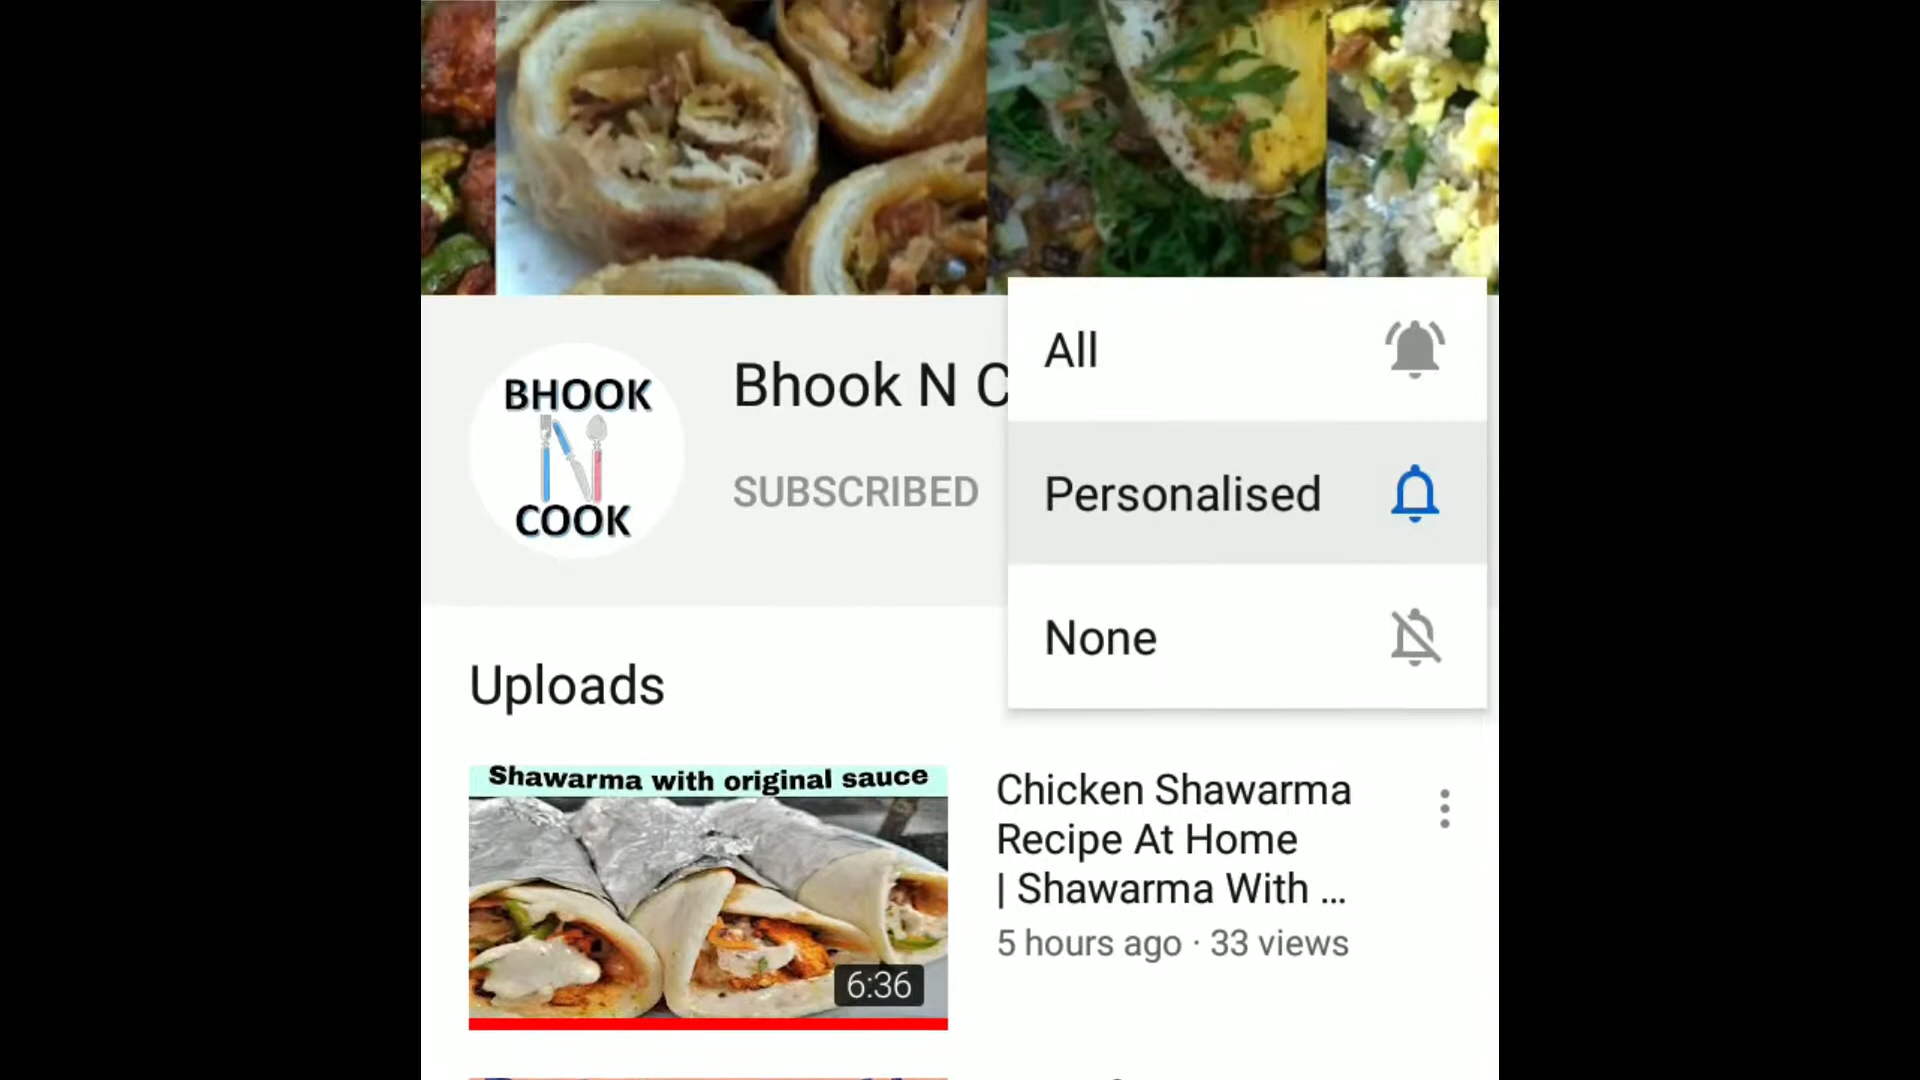 BHOOK
N
COOK
Bhook N C
SUBSCRIBED
All
Personalised
None
Uploads
Shawarma with original sauce
6:36
Chicken Shawarma
Recipe At Home
| Shawarma With ...
5 hours ago · 33 views